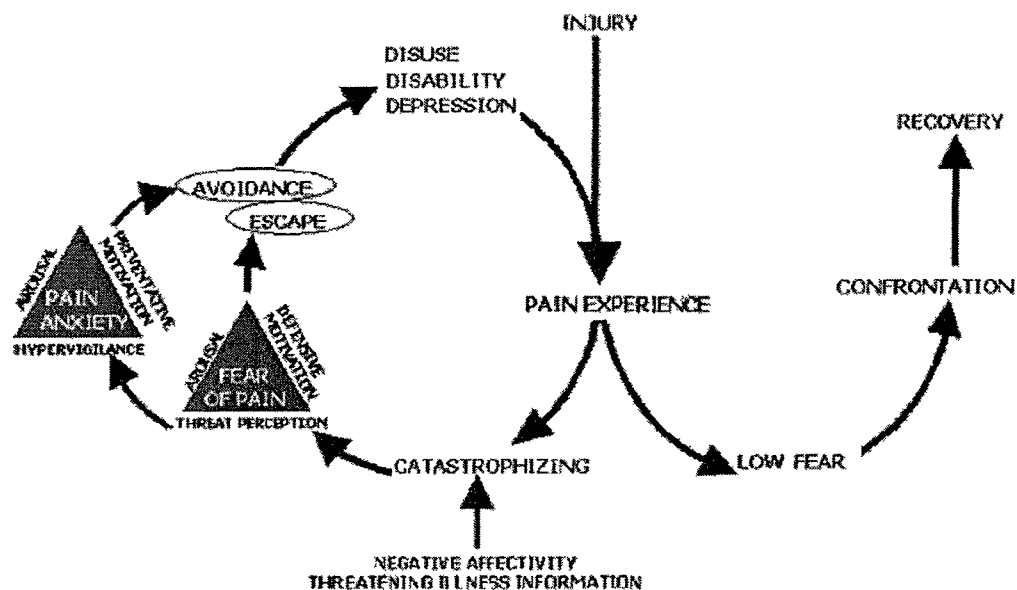 INJURY
DISUSE
DISABILITY
DEPRESSION
RECOVERY
AVOIDANCE
ESCAPE
AROUSAL
PREVENTATIVE
MOTIVATION
PAIN
ANXIETY
HYPERVIGILANCE
AROUSAL
DEFENSIVE
MOTIVATION
FEAR
OF PAIN
THREAT PERCEPTION
PAIN EXPERIENCE
CONFRONTATION
CATASTROPHIZING
LOW FEAR
NEGATIVE AFFECTIVITY
THREATENING ILLNESS INFORMATION